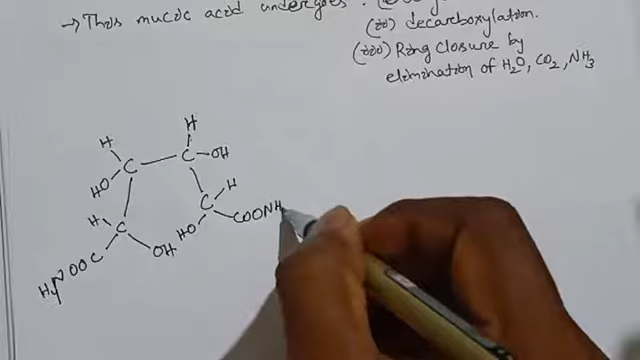 → This mucic acid undergoes
(ii) decarboxylation.
(iii) Ring closure by
elimination of H2O, CO2, NH3
H
H
C
C
OH
HO
H
C
H
C
HO
COONH
OH
H4NOOC